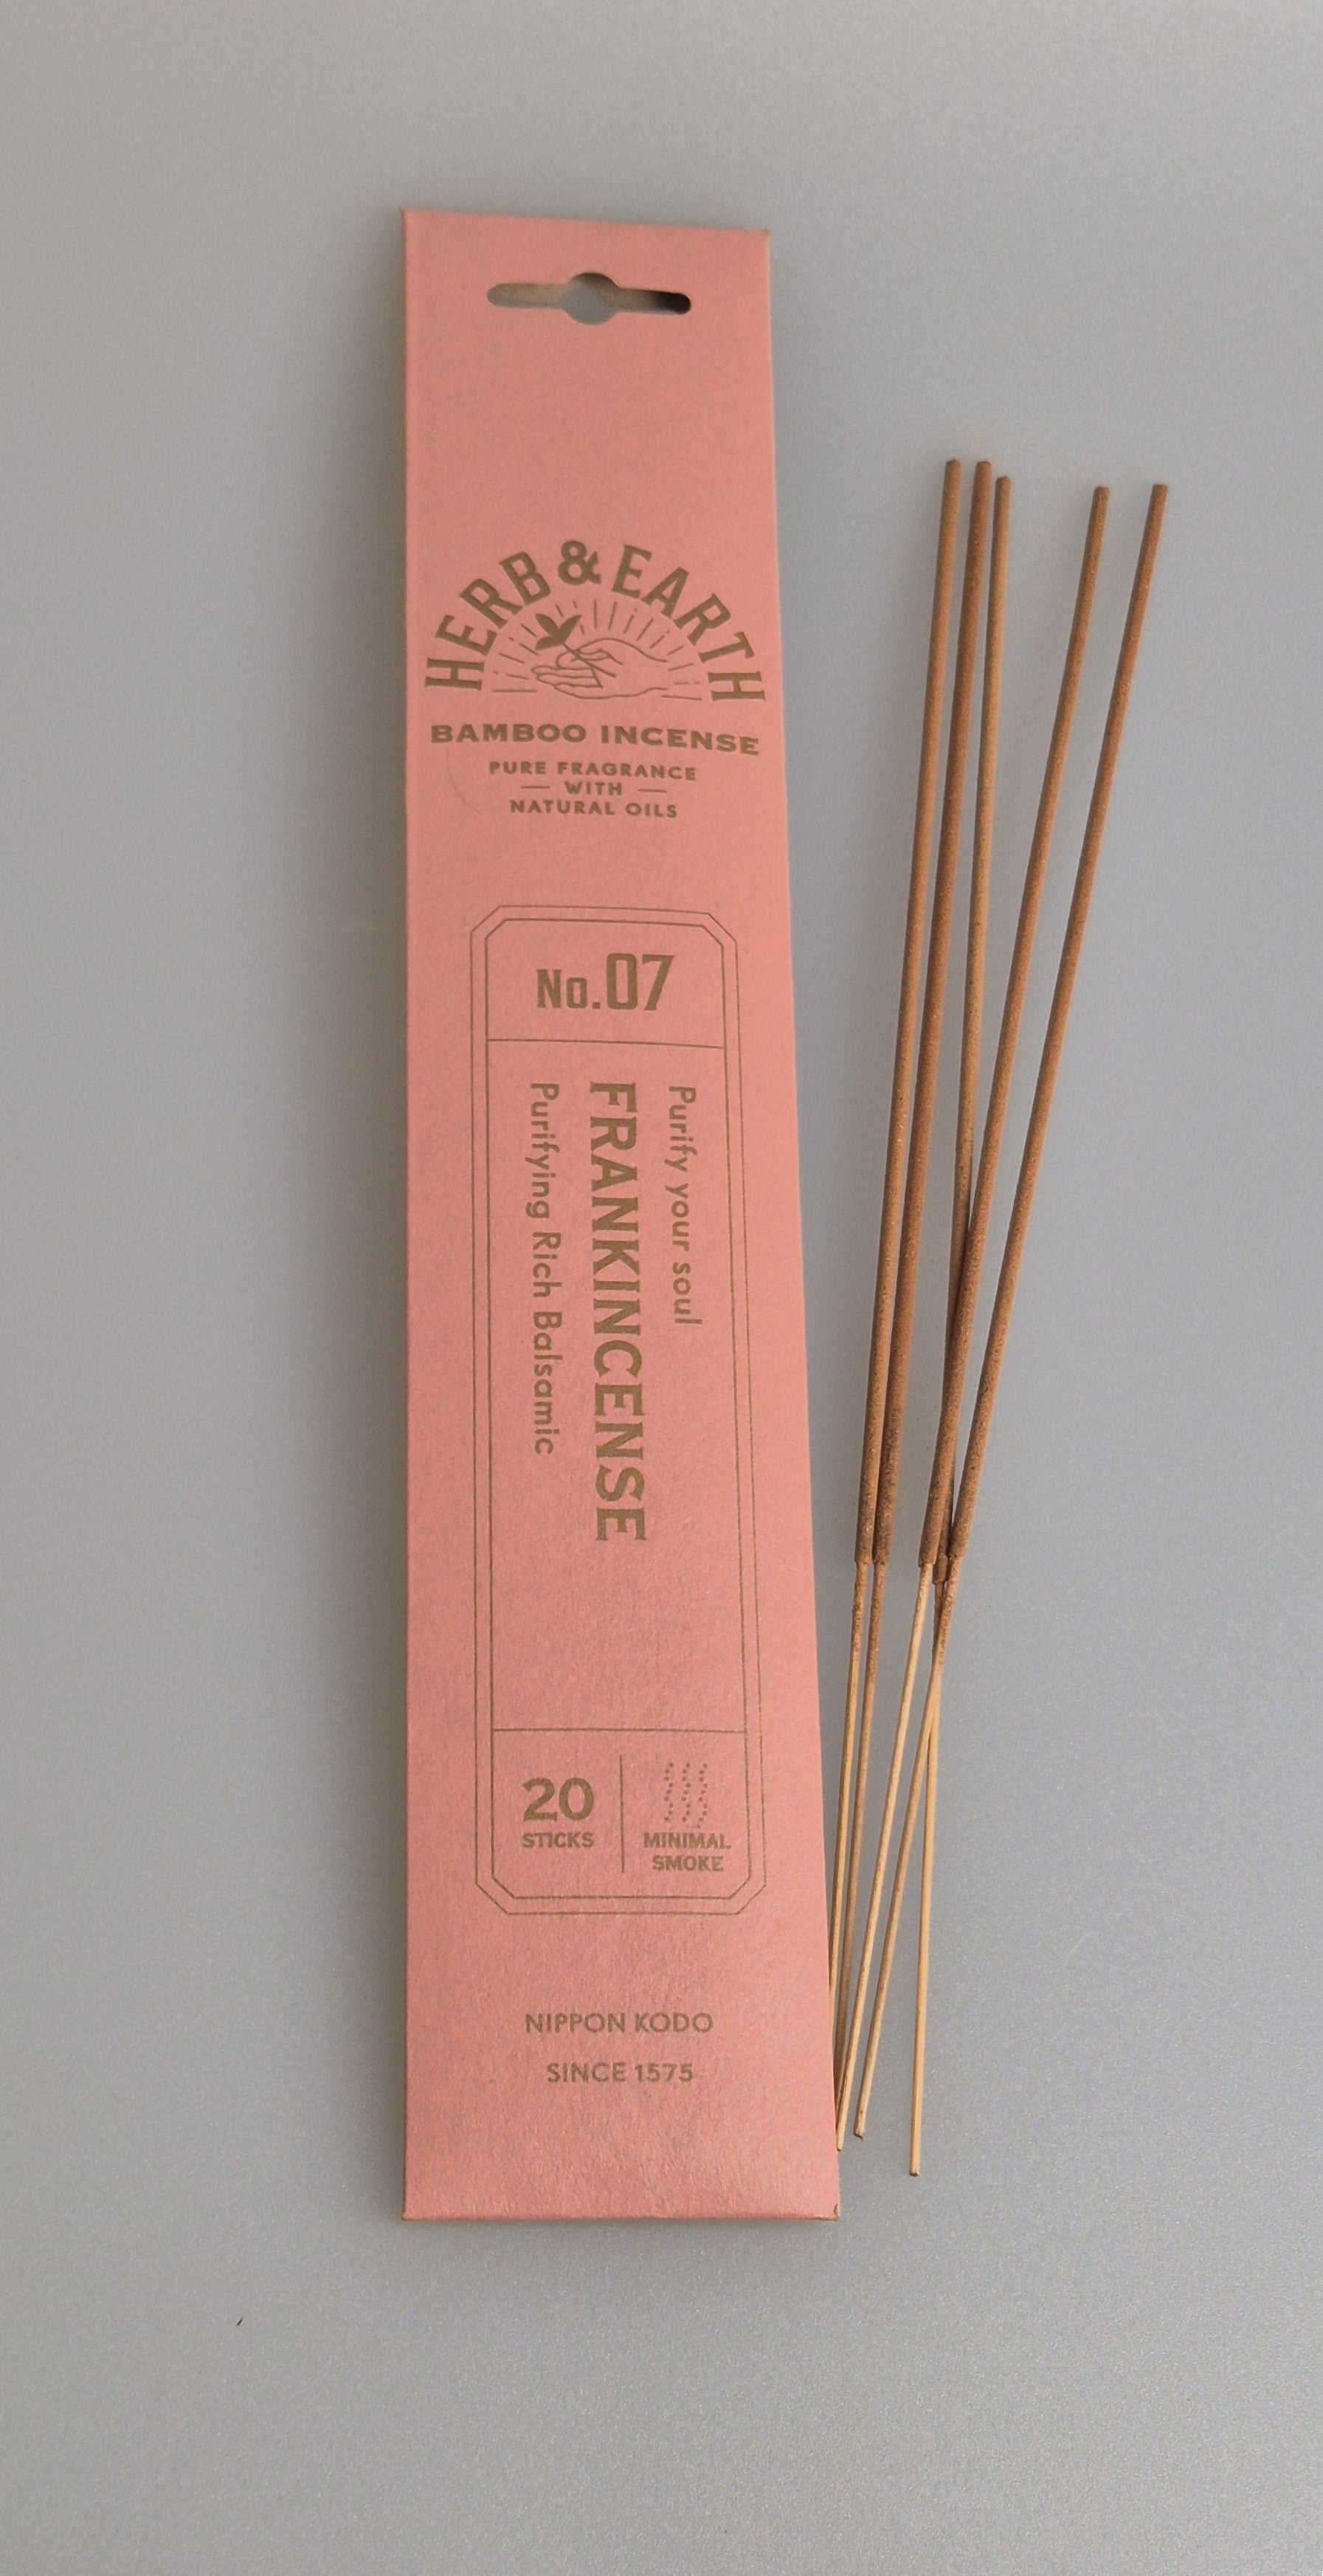 HERB & EARTH
BAMBOO INCENSE
PURE FRAGRANCE
WITH
NATURAL OILS
No.07
Purify your soul
FRANKINCENSE
Purifying Rich Balsamic
20
STICKS
MINIMAL
SMOKE
NIPPON KODO
SINCE 1575